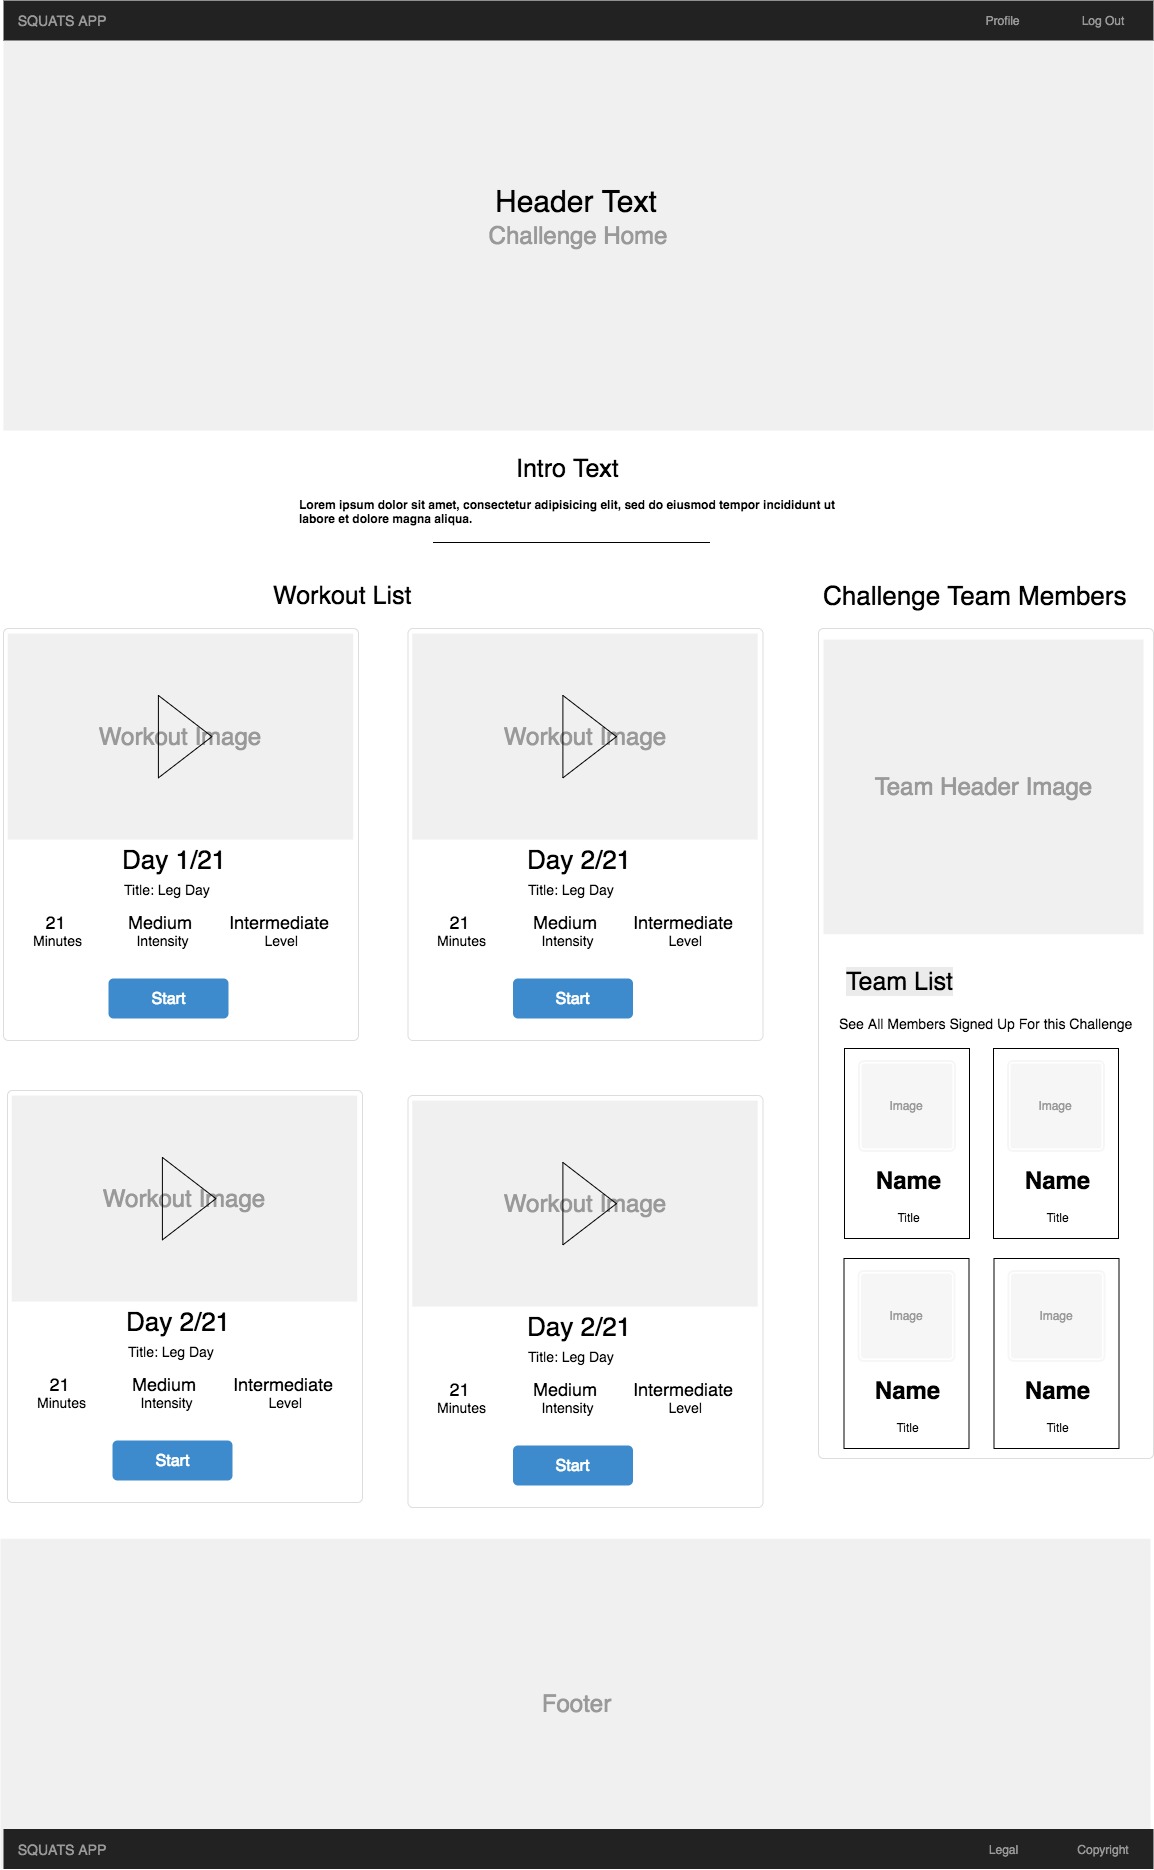 SQUATS APP
Profile
Log Out
Header Text
Challenge Home
Intro Text
Lorem ipsum dolor sit amet, consectetur adipisicing elit, sed do eiusmod tempor incididunt ut
labore et dolore magna aliqua.
Workout List
Workout Image
Day 1/21
Title: Leg Day
21
Minutes
Medium
Intensity
Intermediate
Level
Start
Workout Image
Day 2/21
Title: Leg Day
21
Minutes
Medium
Intensity
Intermediate
Level
Start
Workout Image
Day 2/21
Title: Leg Day
21
Minutes
Medium
Intensity
Intermediate
Level
Start
Workout Image
Day 2/21
Title: Leg Day
21
Minutes
Medium
Intensity
Intermediate
Level
Start
Challenge Team Members
Team Header Image
Team List
See All Members Signed Up For this Challenge
Image
Name
Title
Image
Name
Title
Image
Name
Title
Image
Name
Title
Footer
SQUATS APP
Legal
Copyright